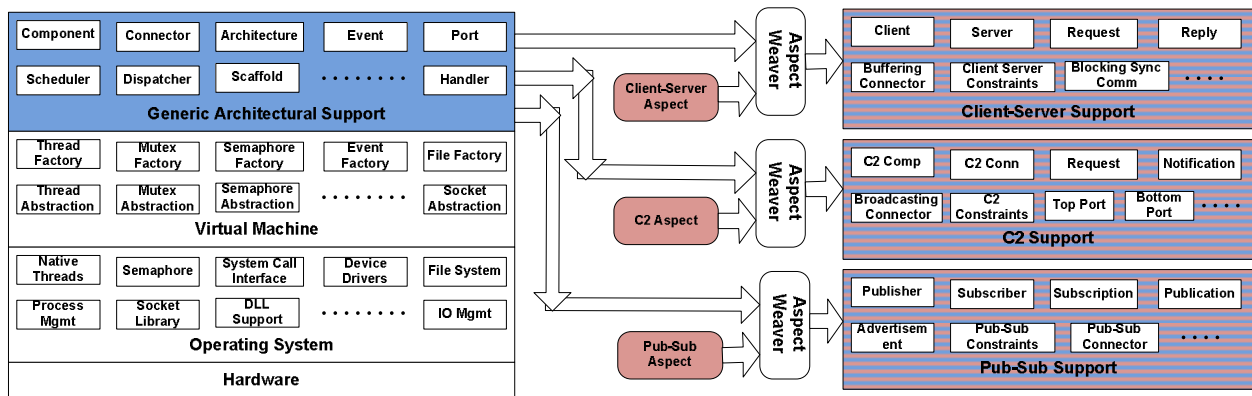 Component
Connector
Architecture
Event
Port
Scheduler
Dispatcher
Scaffold
Handler
Generic Architectural Support
Thread
Factory
Mutex
Factory
Semaphore
Factory
Event
Factory
File Factory
Thread
Abstraction
Mutex
Abstraction
Semaphore
Abstraction
Socket
Abstraction
Virtual Machine
Native
Threads
Semaphore
System Call
Interface
Device
Drivers
File System
Process
Mgmt
Socket
Library
DLL
Support
IO Mgmt
Operating System
Hardware
Client-Server
Aspect
Aspect
Weaver
C2 Aspect
Aspect
Weaver
Pub-Sub
Aspect
Aspect
Weaver
Client
Server
Request
Reply
Buffering
Connector
Client Server
Constraints
Blocking Sync
Comm
Client-Server Support
C2 Comp
C2 Conn
Request
Notification
Broadcasting
Connector
C2
Constraints
Top Port
Bottom
Port
C2 Support
Publisher
Subscriber
Subscription
Publication
Advertisem
ent
Pub-Sub
Constraints
Pub-Sub
Connector
Pub-Sub Support